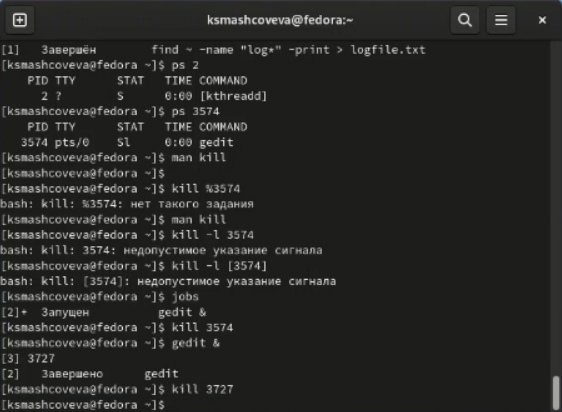 ksmashcoveva@fedora:~
[1]   Завершён        find ~ -name "log*" -print > logfile.txt
[ksmashcoveva@fedora ~]$ ps 2
    PID TTY      STAT   TIME COMMAND
      2 ?        S      0:00 [kthreadd]
[ksmashcoveva@fedora ~]$ ps 3574
    PID TTY      STAT   TIME COMMAND
   3574 pts/0    Sl     0:00 gedit
[ksmashcoveva@fedora ~]$ man kill
[ksmashcoveva@fedora ~]$
[ksmashcoveva@fedora ~]$ kill %3574
bash: kill: %3574: нет такого задания
[ksmashcoveva@fedora ~]$ man kill
[ksmashcoveva@fedora ~]$ kill -l 3574
bash: kill: 3574: недопустимое указание сигнала
[ksmashcoveva@fedora ~]$ kill -l [3574]
bash: kill: [3574]: недопустимое указание сигнала
[ksmashcoveva@fedora ~]$ jobs
[2]+  Запущен         gedit &
[ksmashcoveva@fedora ~]$ kill 3574
[ksmashcoveva@fedora ~]$ gedit &
[3] 3727
[2]   Завершено      gedit
[ksmashcoveva@fedora ~]$ kill 3727
[ksmashcoveva@fedora ~]$